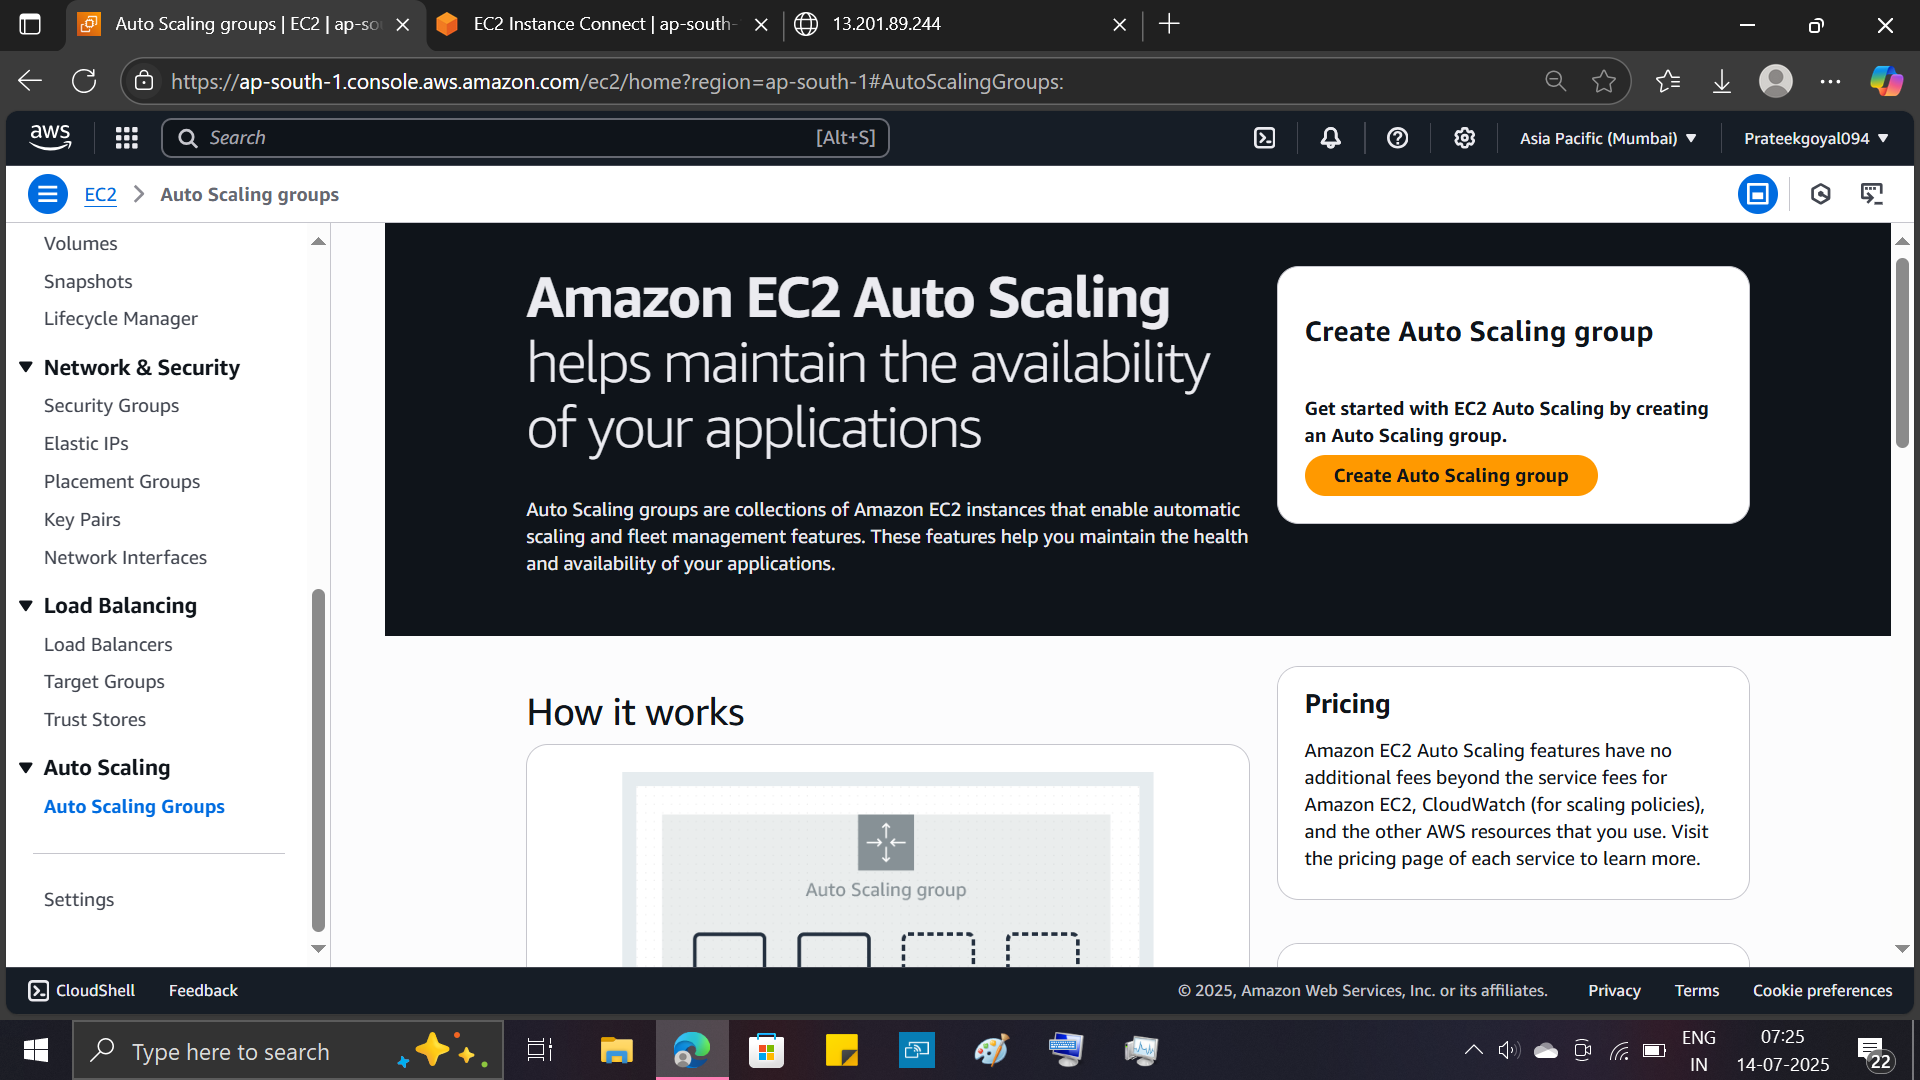 Auto Scaling groups | EC2 | ap-so
EC2 Instance Connect | ap-south-
13.201.89.244
https://ap-south-1.console.aws.amazon.com/ec2/home?region=ap-south-1#AutoScalingGroups:
aws
Search
[Alt+S]
Asia Pacific (Mumbai)
Prateekgoyal094
EC2
Auto Scaling groups
Volumes
Snapshots
Lifecycle Manager
Network & Security
Security Groups
Elastic IPs
Placement Groups
Key Pairs
Network Interfaces
Load Balancing
Load Balancers
Target Groups
Trust Stores
Auto Scaling
Auto Scaling Groups
Settings
Amazon EC2 Auto Scaling
helps maintain the availability
of your applications
Auto Scaling groups are collections of Amazon EC2 instances that enable automatic
scaling and fleet management features. These features help you maintain the health
and availability of your applications.
Create Auto Scaling group
Get started with EC2 Auto Scaling by creating
an Auto Scaling group.
Create Auto Scaling group
How it works
Auto Scaling group
Pricing
Amazon EC2 Auto Scaling features have no
additional fees beyond the service fees for
Amazon EC2, CloudWatch (for scaling policies),
and the other AWS resources that you use. Visit
the pricing page of each service to learn more.
CloudShell
Feedback
© 2025, Amazon Web Services, Inc. or its affiliates.
Privacy
Terms
Cookie preferences
Type here to search
ENG
IN
07:25
14-07-2025
22